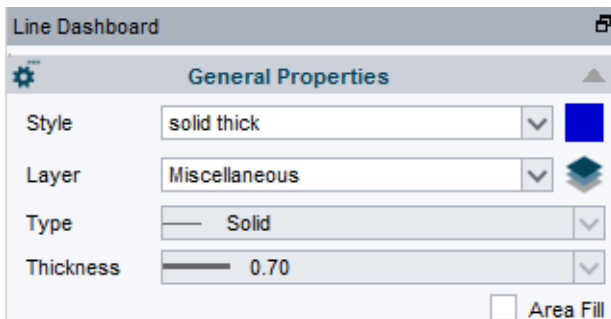 Line Dashboard
General Properties
Style solid thick
Layer Miscellaneous
Type Solid
Thickness 0.70
Area Fill